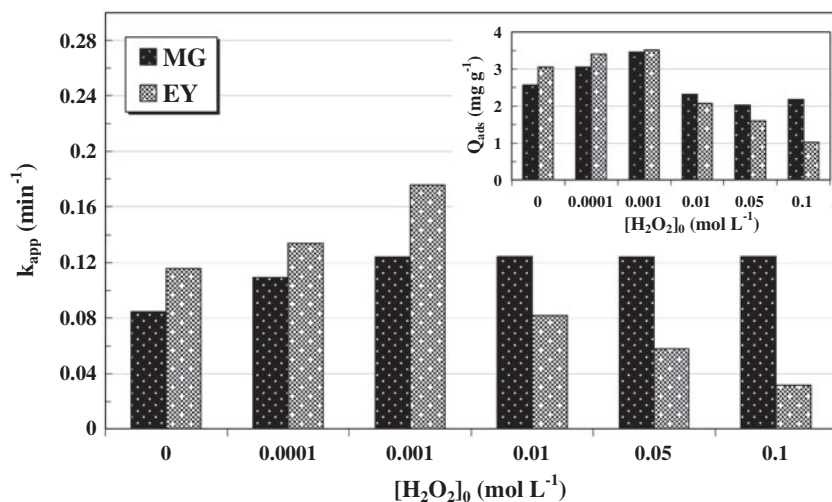 0.28
0.24
0.2
0.16
0.12
0.08
0.04
0
k_app (min⁻¹)
MG
EY
0 0.0001 0.001 0.01 0.05 0.1
[H₂O₂]₀ (mol L⁻¹)
4
3
2
1
0
Q_ads (mg g⁻¹)
0 0.0001 0.001 0.01 0.05 0.1
[H₂O₂]₀ (mol L⁻¹)